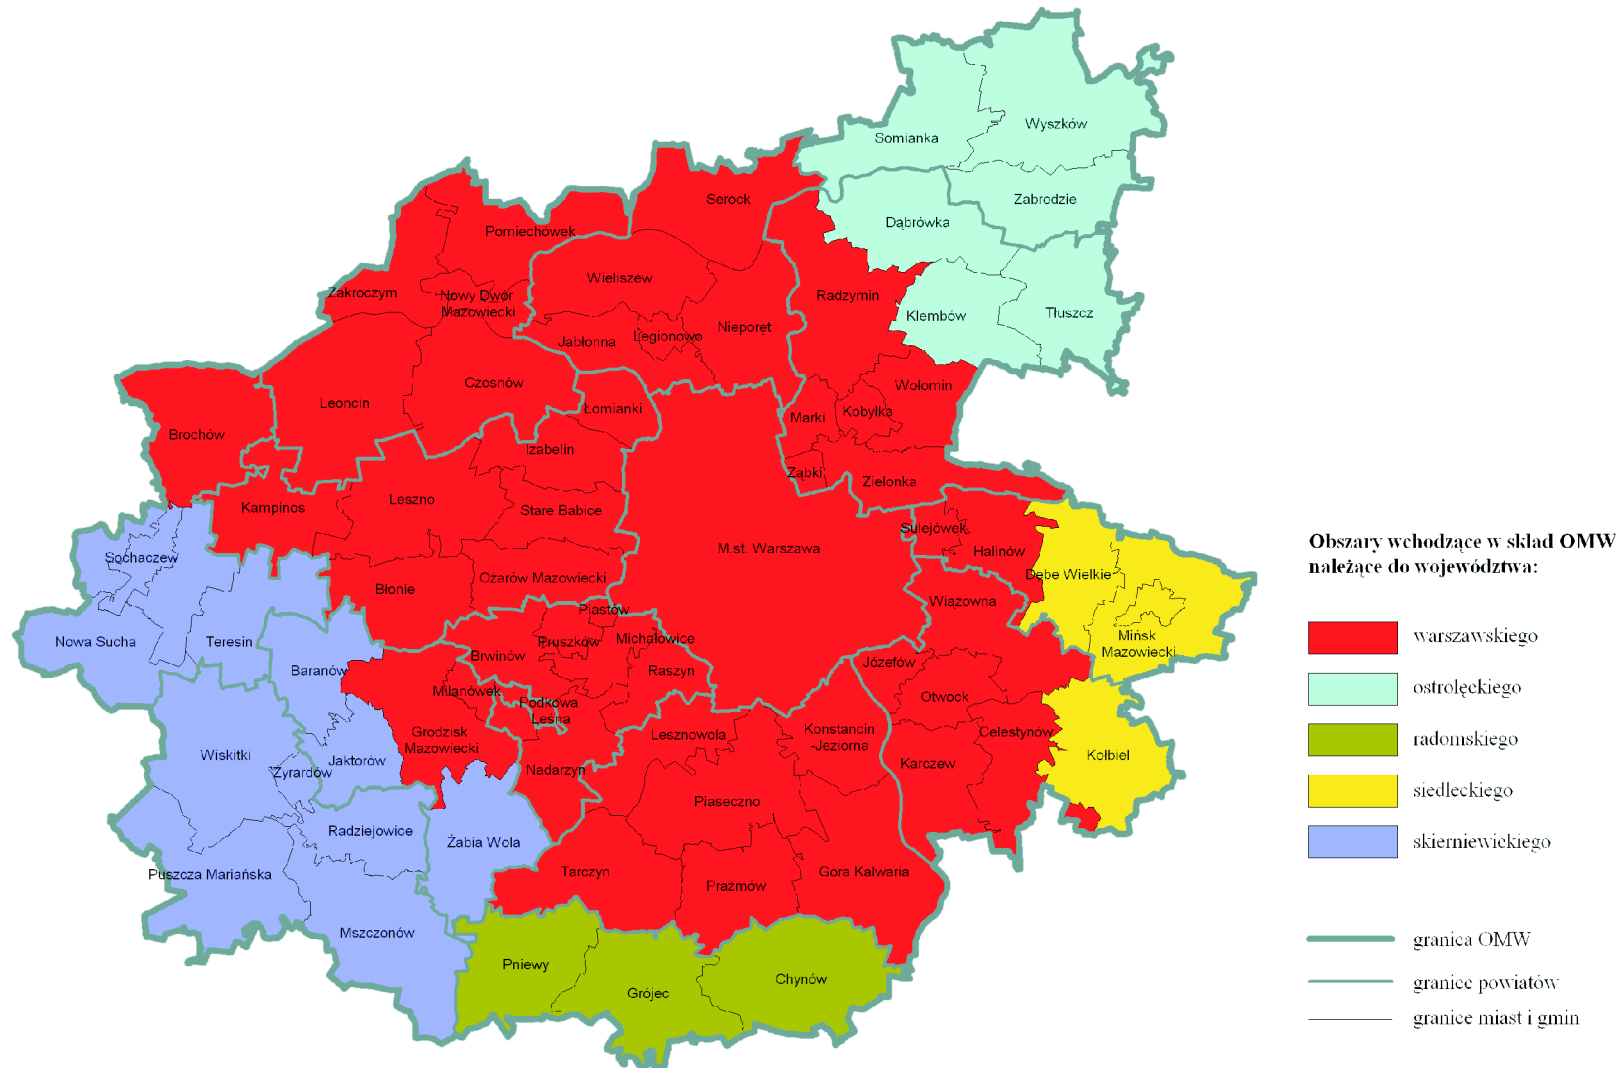 Somianka
Wyszków
Zabrodzie
Serock
Dąbrówka
Pomiechówek
Wieliszew
Zakroczym
Nowy Dwór
Mazowiecki
Radzymin
Klembów
Tłuszcz
Jabłonna
Legionowo
Nieporęt
Czosnów
Wołomin
Leoncin
Łomianki
Marki
Kobyłka
Brochów
Izabelin
Ząbki
Zielonka
Kampinos
Leszno
Stare Babice
Sulejówek
M.st. Warszawa
Halinów
Sochaczew
Dębe Wielkie
Błonie
Ożarów Mazowiecki
Wiązowna
Piastów
Nowa Sucha
Teresin
Pruszków
Michałowice
Mińsk
Mazowiecki
Brwinów
Baranów
Raszyn
Józefów
Milanówek
Otwock
Podkowa
Leśna
Grodzisk
Mazowiecki
Lesznowola
Konstancin
-Jeziorna
Celestynów
Wiskitki
Żyrardów
Jaktorów
Nadarzyn
Karczew
Kołbiel
Piaseczno
Radziejowice
Żabia Wola
Puszcza Mariańska
Tarczyn
Prażmów
Góra Kalwaria
Mszczonów
Pniewy
Grójec
Chynów
Obszary wchodzące w skład OMW
należące do województwa:
warszawskiego
ostrołęckiego
radomskiego
siedleckiego
skierniewickiego
granica OMW
granice powiatów
granice miast i gmin